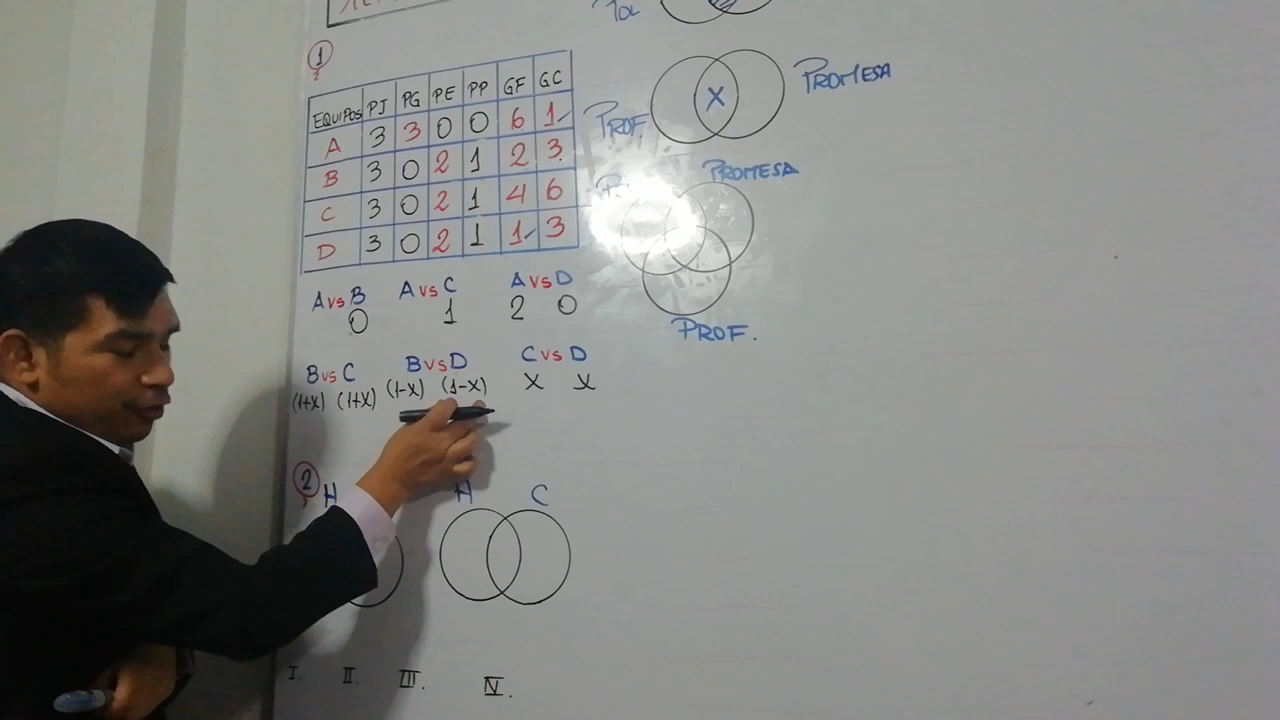 1
EQUIPOS PJ PG PE PP GF GC
A 3 3 0 0 6 1
B 3 0 2 1 2 3
C 3 0 2 1 4 6
D 3 0 2 1 1 3
A vs B A vs C A vs D
0 1 2 0
B vs C B vs D C vs D
(1+X) (1+X) (1-X) (1-X) X X
2 H H C
I. II. III. IV.
PROF. X PROMESA
PROMESA
PROF.